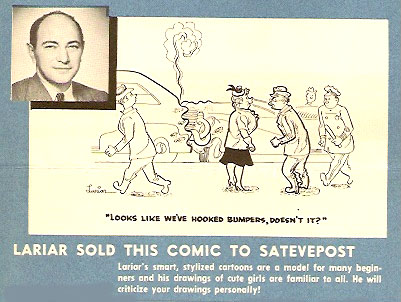 Lariar
"LOOKS LIKE WE'VE HOOKED BUMPERS, DOESN'T IT?"
LARIAR SOLD THIS COMIC TO SATEVEPOST
Lariar's smart, stylized cartoons are a model for many begin-
ners and his drawings of cute girls are familiar to all. He will
criticize your drawings personally!